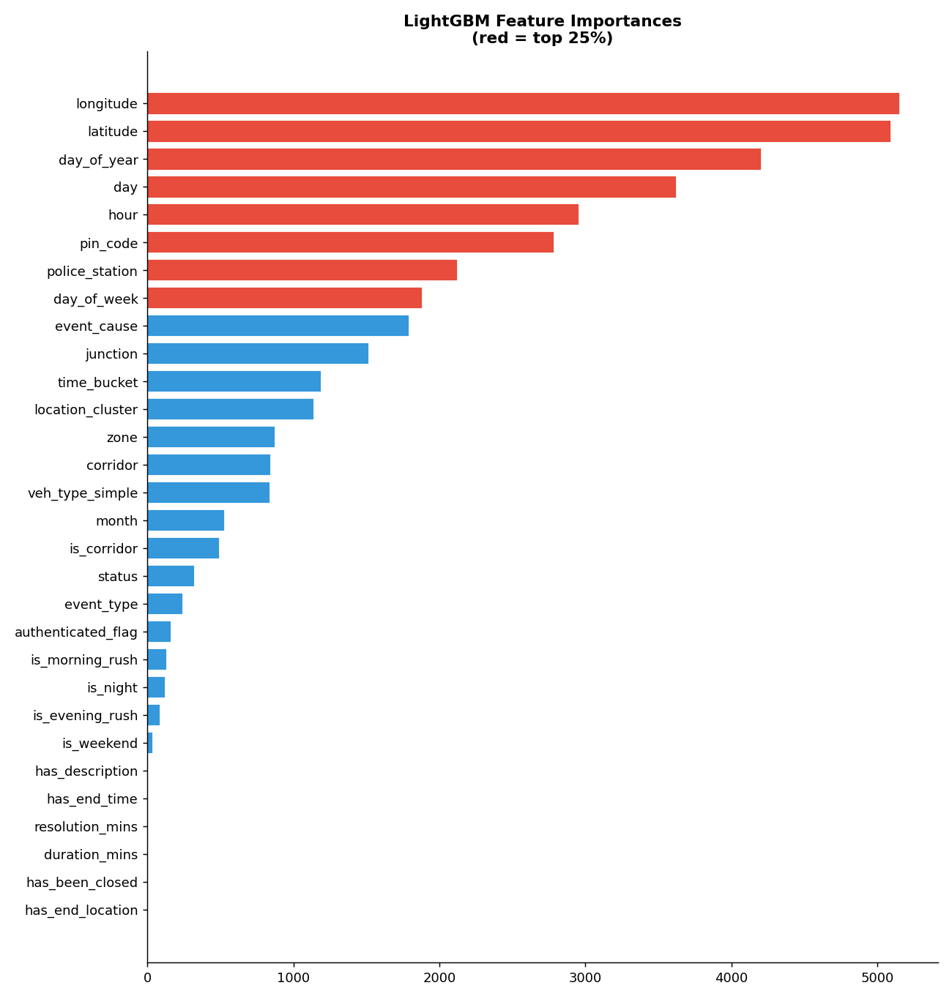 LightGBM Feature Importances
(red = top 25%)
longitude
latitude
day_of_year
day
hour
pin_code
police_station
day_of_week
event_cause
junction
time_bucket
location_cluster
zone
corridor
veh_type_simple
month
is_corridor
status
event_type
authenticated_flag
is_morning_rush
is_night
is_evening_rush
is_weekend
has_description
has_end_time
resolution_mins
duration_mins
has_been_closed
has_end_location
0 1000 2000 3000 4000 5000